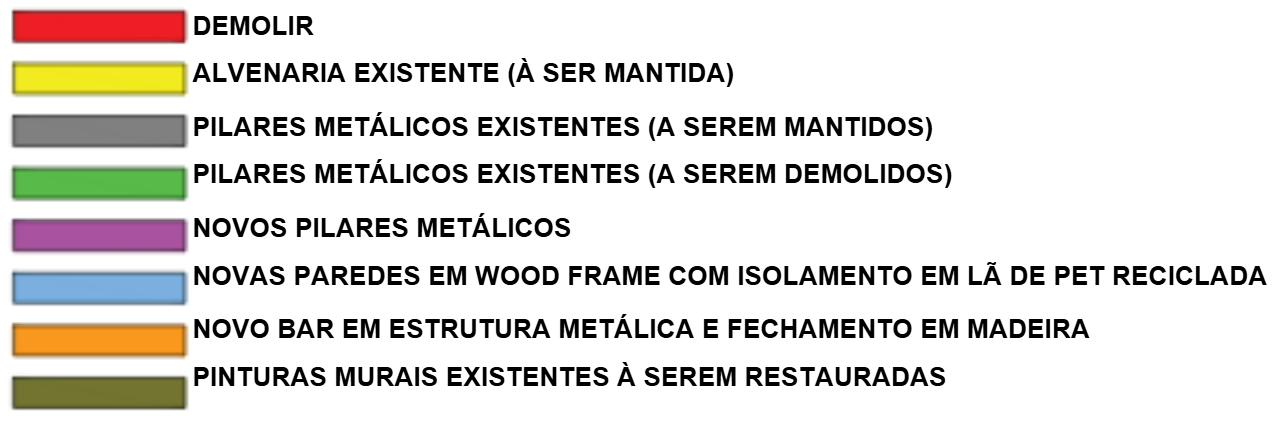 DEMOLIR
ALVENARIA EXISTENTE (À SER MANTIDA)
PILARES METÁLICOS EXISTENTES (A SEREM MANTIDOS)
PILARES METÁLICOS EXISTENTES (A SEREM DEMOLIDOS)
NOVOS PILARES METÁLICOS
NOVAS PAREDES EM WOOD FRAME COM ISOLAMENTO EM LÃ DE PET RECICLADA
NOVO BAR EM ESTRUTURA METÁLICA E FECHAMENTO EM MADEIRA
PINTURAS MURAIS EXISTENTES À SEREM RESTAURADAS